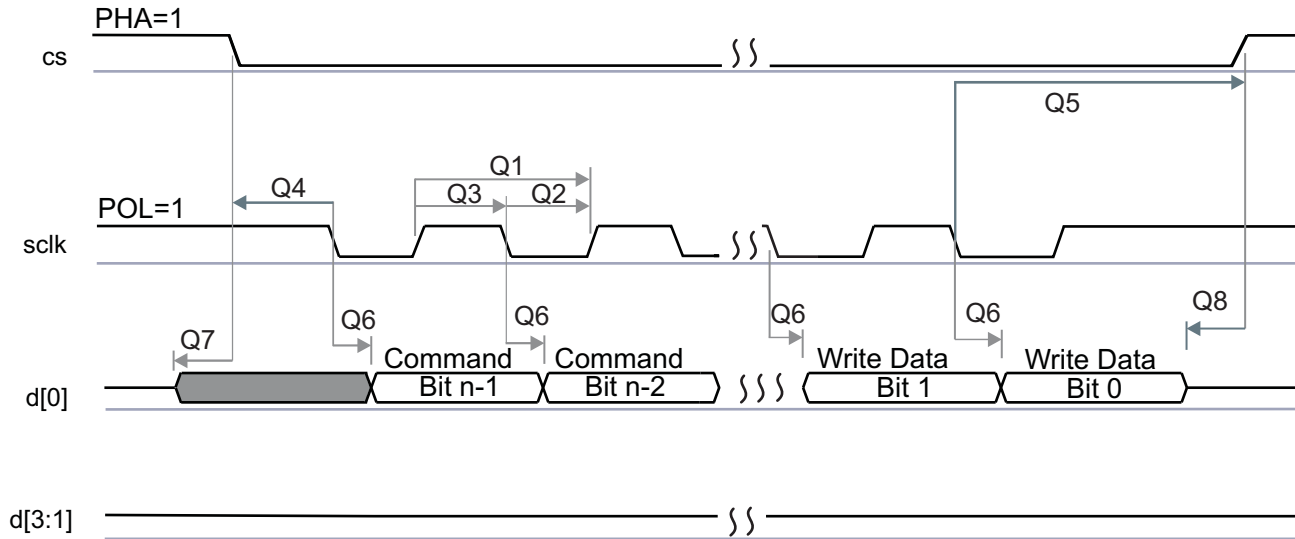 PHA=1
cs
Q5
Q1
Q4
Q3
Q2
POL=1
sclk
Q7
Q6
Q6
Q6
Q6
Q8
Command
Command
Write Data
Write Data
d[0]
Bit n-1
Bit n-2
Bit 1
Bit 0
d[3:1]